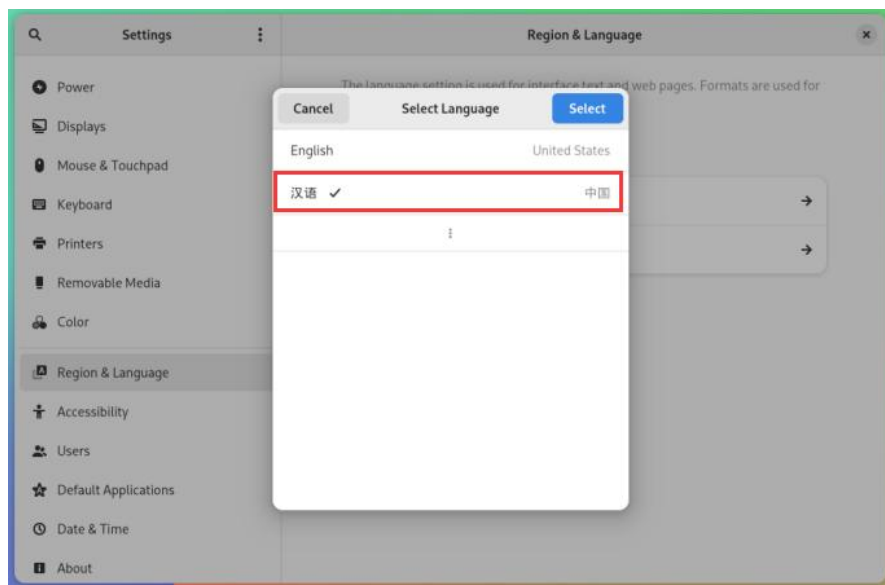 Settings
Region & Language
Power
Displays
Mouse & Touchpad
Keyboard
Printers
Removable Media
Color
Region & Language
Accessibility
Users
Default Applications
Date & Time
About
The language setting is used for interface text and web pages. Formats are used for
Cancel
Select Language
Select
English
United States
汉语
中国